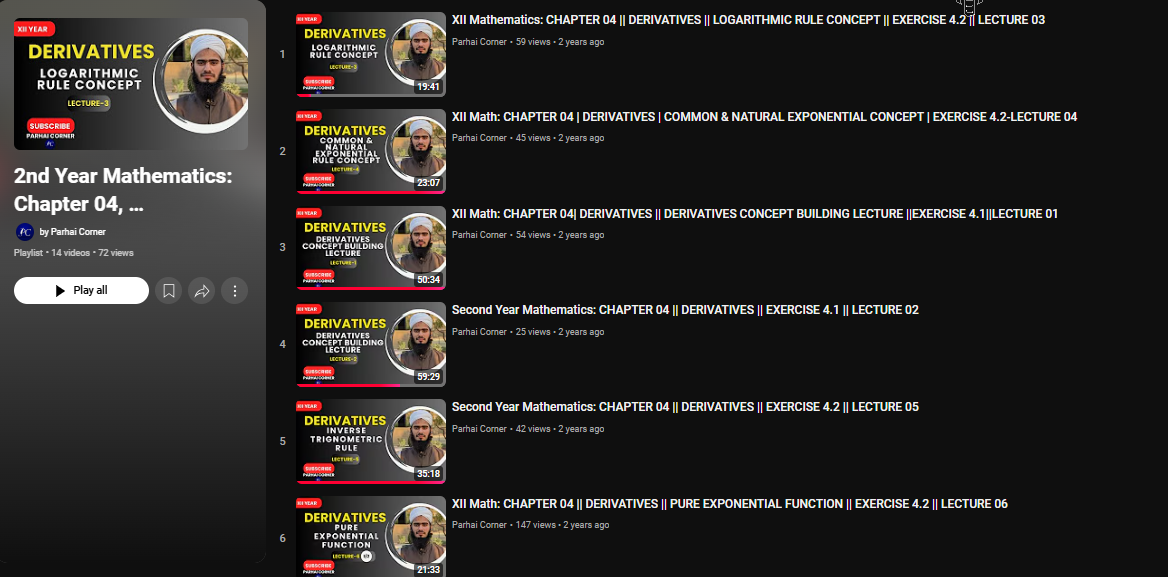 XII YEAR
DERIVATIVES
LOGARITHMIC
RULE CONCEPT
LECTURE-3
SUBSCRIBE
PARHAI CORNER
PC
2nd Year Mathematics:
Chapter 04, ...
PC by Parhai Corner
Playlist • 14 videos • 72 views
Play all
1
XII YEAR
DERIVATIVES
LOGARITHMIC
RULE CONCEPT
LECTURE-3
SUBSCRIBE
PARHAI CORNER
19:41
XII Mathematics: CHAPTER 04 || DERIVATIVES || LOGARITHMIC RULE CONCEPT || EXERCISE 4.2 || LECTURE 03
Parhai Corner • 59 views • 2 years ago
2
XII YEAR
DERIVATIVES
COMMON &
NATURAL
EXPONENTIAL
RULE CONCEPT
LECTURE-4
SUBSCRIBE
PARHAI CORNER
23:07
XII Math: CHAPTER 04 | DERIVATIVES | COMMON & NATURAL EXPONENTIAL CONCEPT | EXERCISE 4.2-LECTURE 04
Parhai Corner • 45 views • 2 years ago
3
XII YEAR
DERIVATIVES
DERIVATIVES
CONCEPT BUILDING
LECTURE
LECTURE-1
SUBSCRIBE
PARHAI CORNER
50:34
XII Math: CHAPTER 04| DERIVATIVES || DERIVATIVES CONCEPT BUILDING LECTURE ||EXERCISE 4.1||LECTURE 01
Parhai Corner • 54 views • 2 years ago
4
XII YEAR
DERIVATIVES
DERIVATIVES
CONCEPT BUILDING
LECTURE
LECTURE-2
SUBSCRIBE
PARHAI CORNER
59:29
Second Year Mathematics: CHAPTER 04 || DERIVATIVES || EXERCISE 4.1 || LECTURE 02
Parhai Corner • 25 views • 2 years ago
5
XII YEAR
DERIVATIVES
INVERSE
TRIGNOMETRIC
RULE
LECTURE-5
SUBSCRIBE
PARHAI CORNER
35:18
Second Year Mathematics: CHAPTER 04 || DERIVATIVES || EXERCISE 4.2 || LECTURE 05
Parhai Corner • 42 views • 2 years ago
6
XII YEAR
DERIVATIVES
PURE
EXPONENTIAL
FUNCTION
LECTURE-6
SUBSCRIBE
21:33
XII Math: CHAPTER 04 || DERIVATIVES || PURE EXPONENTIAL FUNCTION || EXERCISE 4.2 || LECTURE 06
Parhai Corner • 147 views • 2 years ago